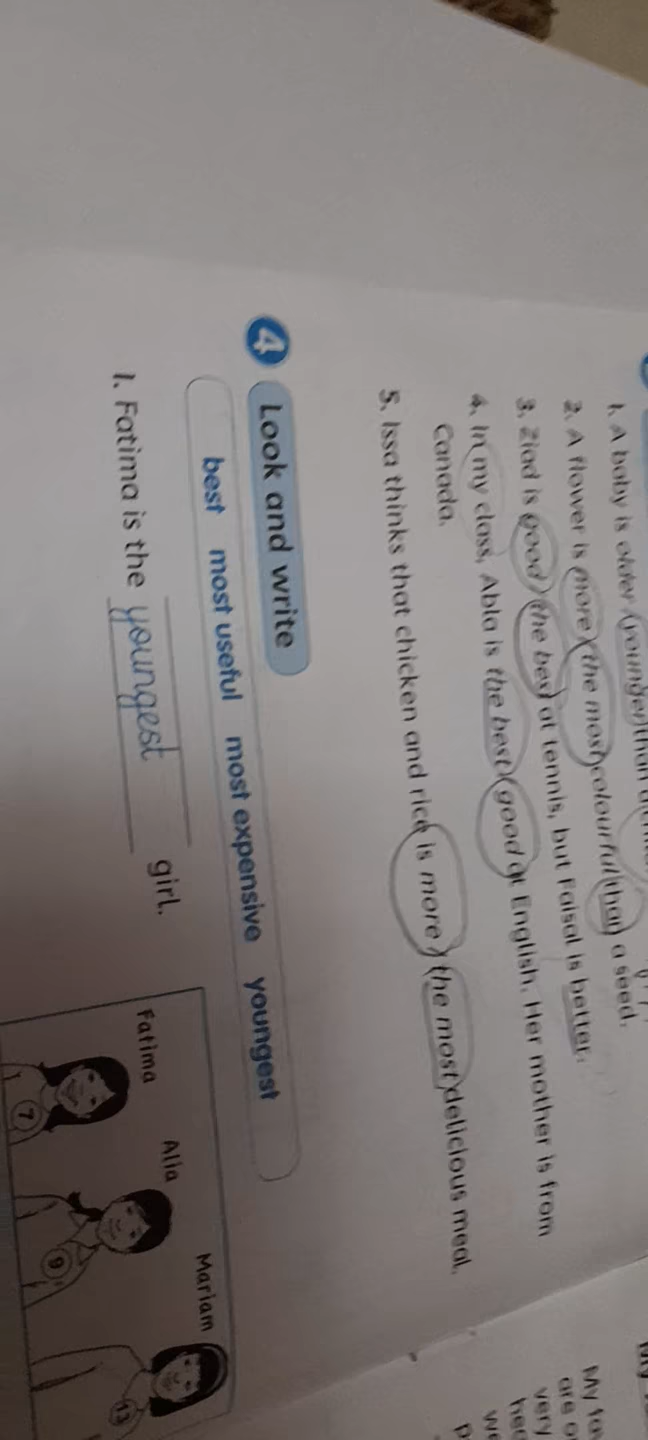 1. A baby is older / younger than
2. A flower is more / the most colourful than a seed.
3. Ziad is good / the best at tennis, but Faisal is better.
4. In my class, Abla is the best / good at English. Her mother is from
Canada.
5. Issa thinks that chicken and rice is more / the most delicious meal.
4 Look and write
best most useful most expensive youngest
1. Fatima is the youngest girl.
Fatima Alia Mariam
7 9 13
My
are
very